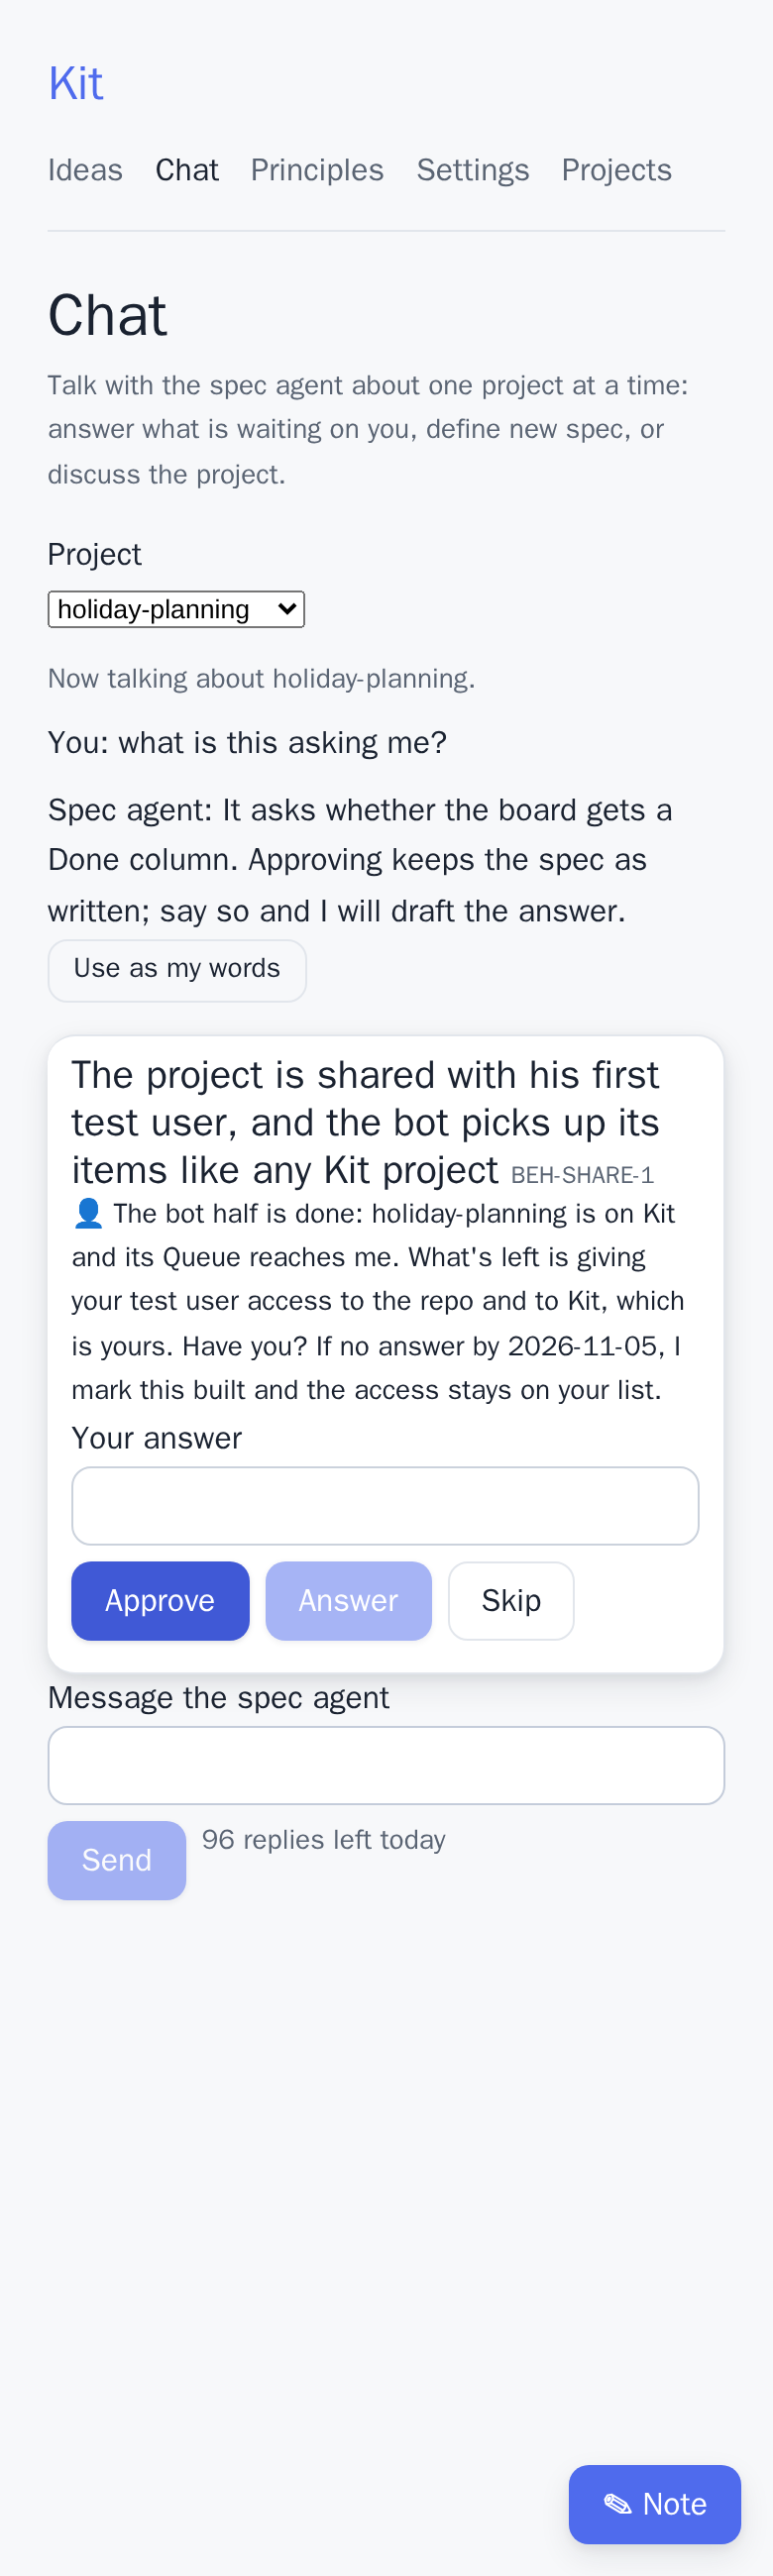 Kit
Ideas Chat Principles Settings Projects
Chat
Talk with the spec agent about one project at a time:
answer what is waiting on you, define new spec, or
discuss the project.
Project
holiday-planning
Now talking about holiday-planning.
You: what is this asking me?
Spec agent: It asks whether the board gets a
Done column. Approving keeps the spec as
written; say so and I will draft the answer.
Use as my words
The project is shared with his first
test user, and the bot picks up its
items like any Kit project BEH-SHARE-1
👤 The bot half is done: holiday-planning is on Kit
and its Queue reaches me. What's left is giving
your test user access to the repo and to Kit, which
is yours. Have you? If no answer by 2026-11-05, I
mark this built and the access stays on your list.
Your answer
Approve Answer Skip
Message the spec agent
Send 96 replies left today
✎ Note